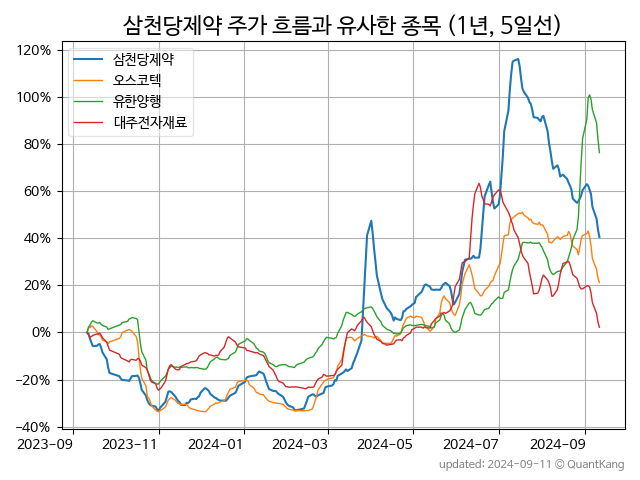 삼천당제약 주가 흐름과 유사한 종목 (1년, 5일선)
삼천당제약
오스코텍
유한양행
대주전자재료
120%
100%
80%
60%
40%
20%
0%
−20%
−40%
2023-09 2023-11 2024-01 2024-03 2024-05 2024-07 2024-09
updated: 2024-09-11 ⓒ QuantKang